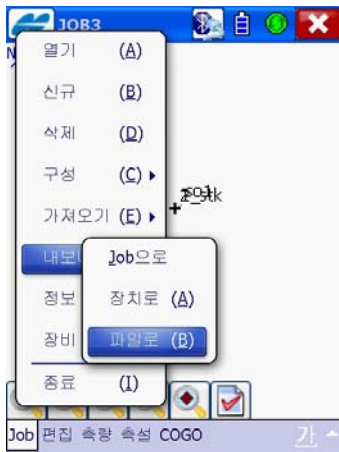 JOB3
열기 (A)
신규 (B)
삭제 (D)
구성 (C)
가져오기 (E)
내보
Job으로
정보
장치로 (A)
장비
파일로 (B)
종료 (I)
Job 편집 측량 측설 COGO
가